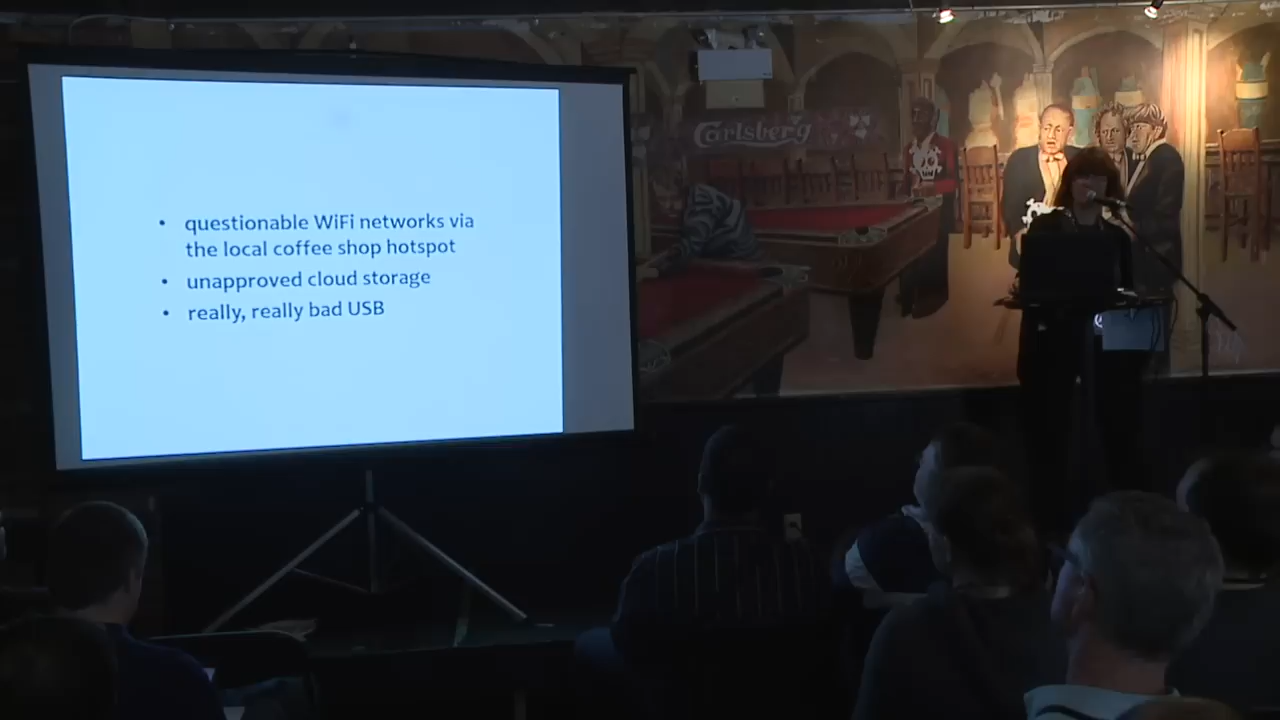 • questionable WiFi networks via
the local coffee shop hotspot
• unapproved cloud storage
• really, really bad USB
Carlsberg